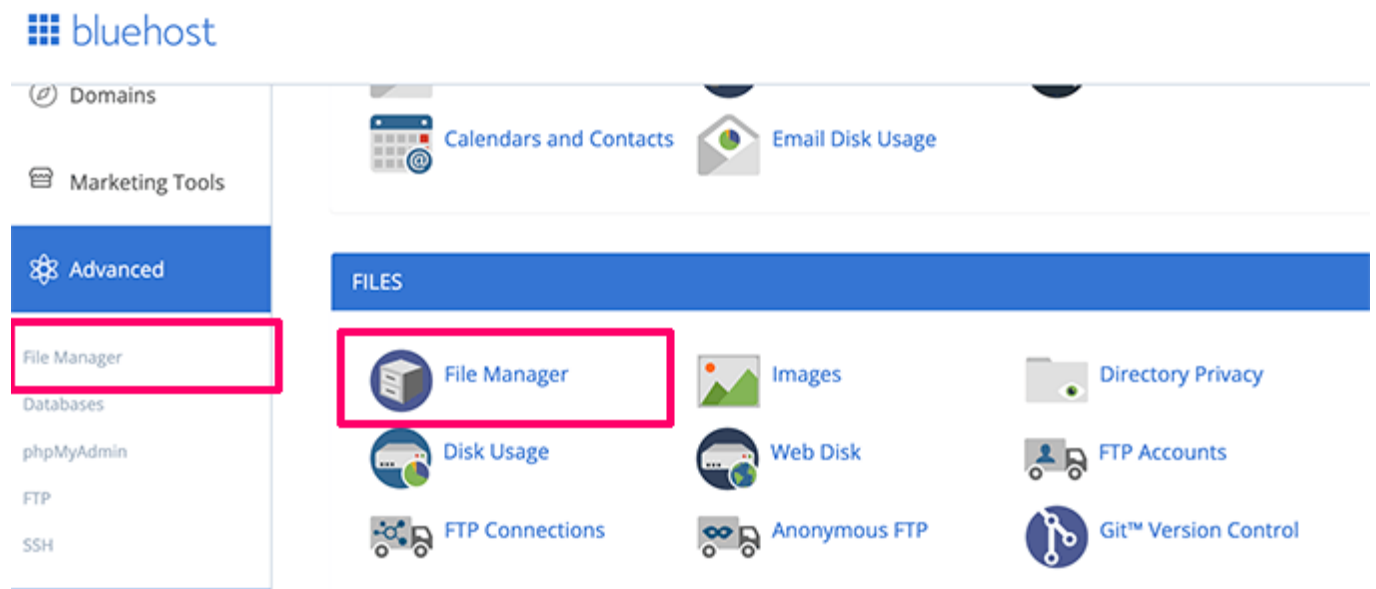 bluehost
Domains
Marketing Tools
Advanced
File Manager
Databases
phpMyAdmin
FTP
SSH
Calendars and Contacts
Email Disk Usage
FILES
File Manager
Images
Directory Privacy
Disk Usage
Web Disk
FTP Accounts
FTP Connections
Anonymous FTP
Git™ Version Control